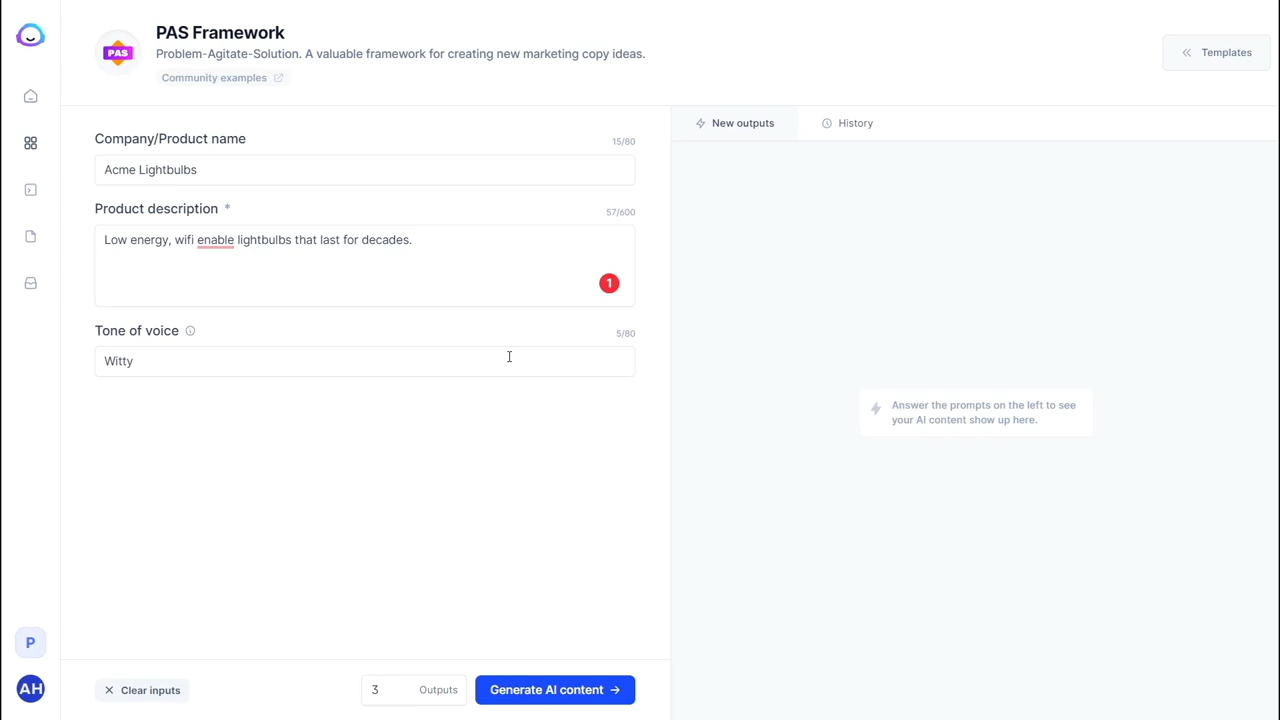 PAS Framework
PAS
Problem-Agitate-Solution. A valuable framework for creating new marketing copy ideas.
Community examples
Templates
New outputs
History
Company/Product name
15/80
Acme Lightbulbs
Product description *
57/600
Low energy, wifi enable lightbulbs that last for decades.
1
Tone of voice
5/80
Witty
Answer the prompts on the left to see
your AI content show up here.
P
AH
Clear inputs
3
Outputs
Generate AI content